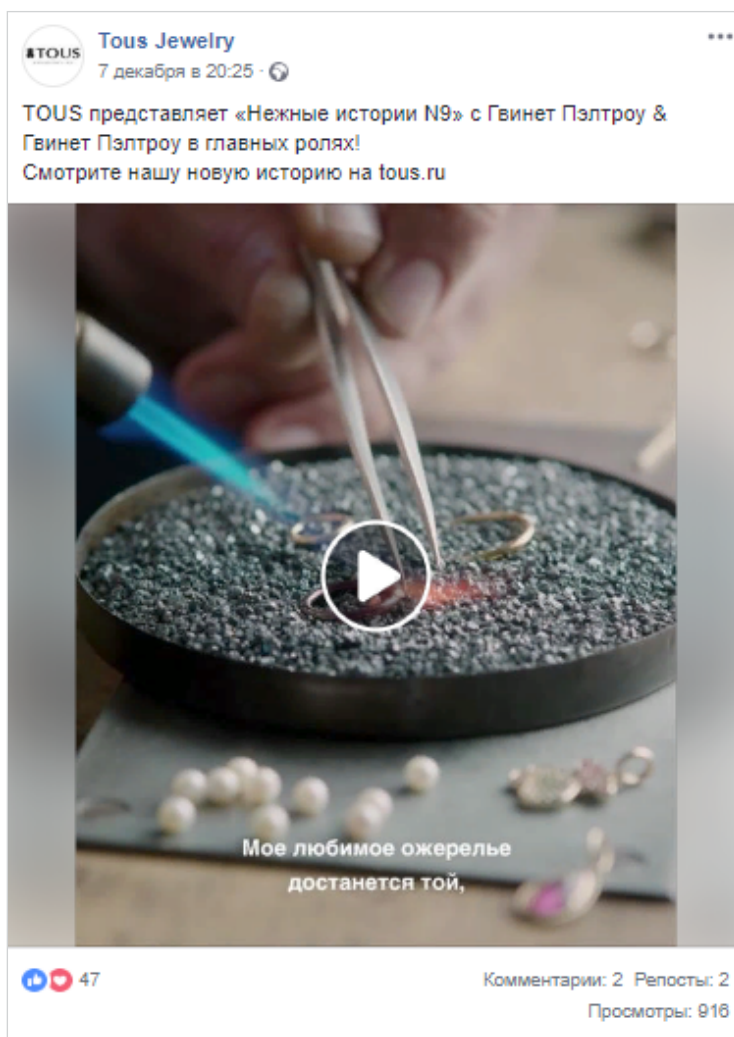 TOUS
Tous Jewelry
7 декабря в 20:25 ·
TOUS представляет «Нежные истории N9» с Гвинет Пэлтроу &
Гвинет Пэлтроу в главных ролях!
Смотрите нашу новую историю на tous.ru
Мое любимое ожерелье
достанется той,
47
Комментарии: 2 Репосты: 2
Просмотры: 916